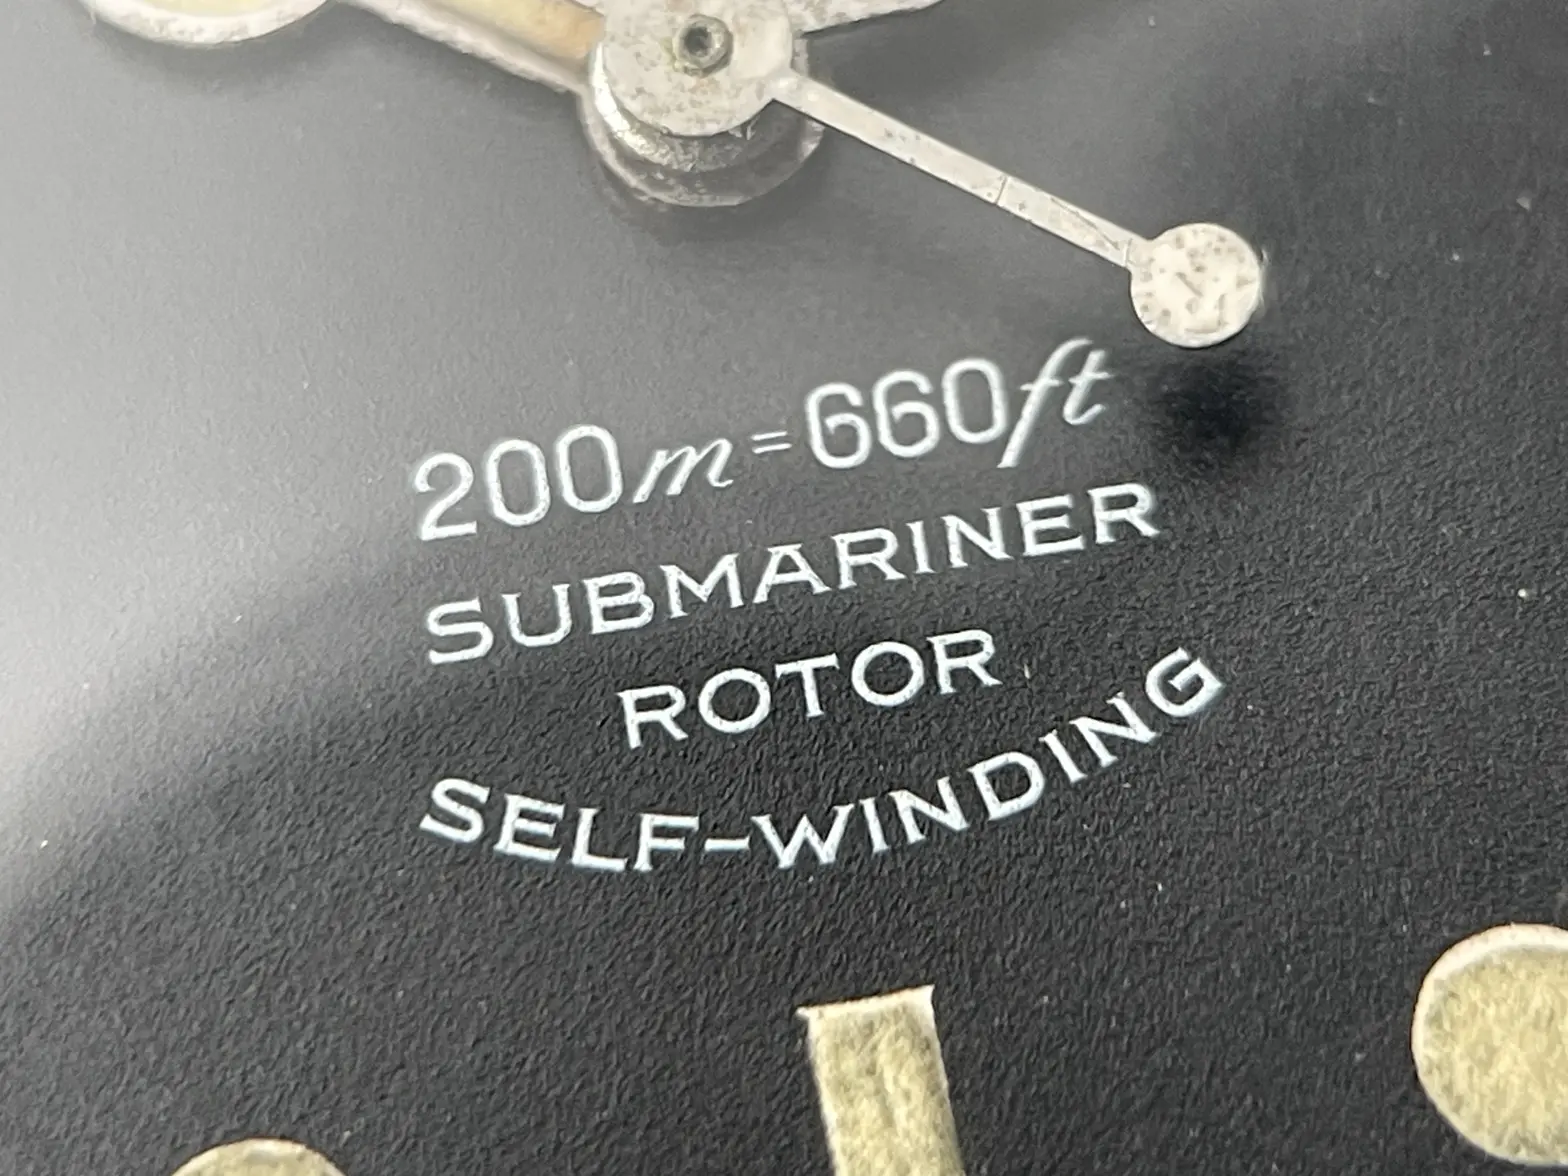 200m=660ft
SUBMARINER
ROTOR
SELF-WINDING